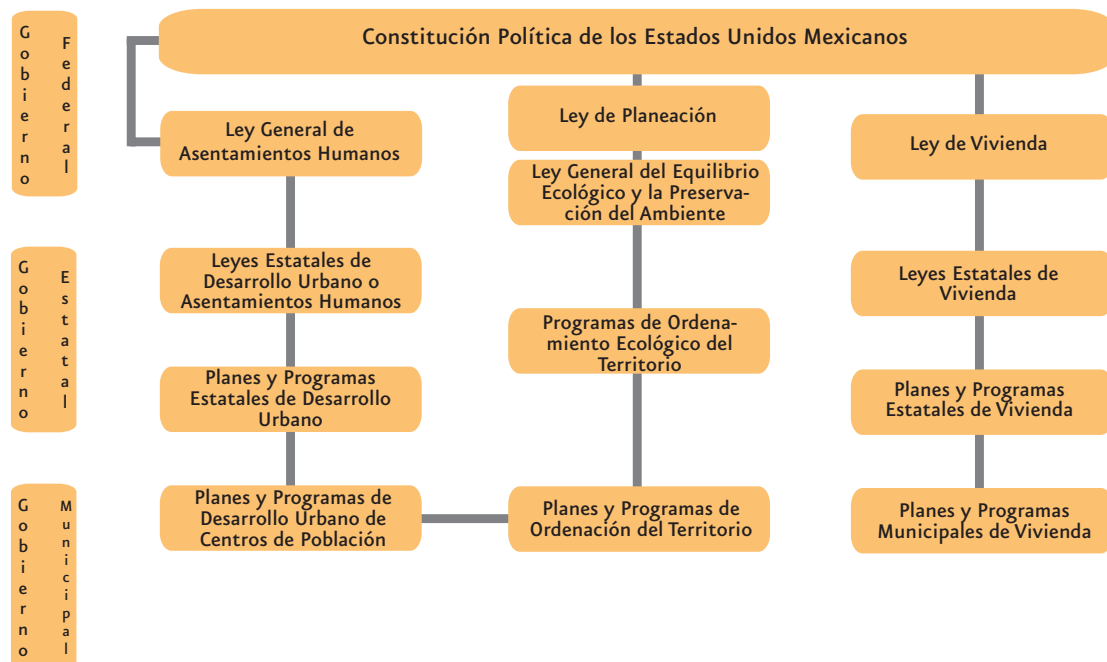 Gobierno
Federal
Constitución Política de los Estados Unidos Mexicanos
Ley General de
Asentamientos Humanos
Ley de Planeación
Ley General del Equilibrio
Ecológico y la Preserva-
ción del Ambiente
Ley de Vivienda
Gobierno
Estatal
Leyes Estatales de
Desarrollo Urbano o
Asentamientos Humanos
Programas de Ordena-
miento Ecológico del
Territorio
Leyes Estatales de
Vivienda
Planes y Programas
Estatales de Desarrollo
Urbano
Planes y Programas
Estatales de Vivienda
Gobierno
Municipal
Planes y Programas de
Desarrollo Urbano de
Centros de Población
Planes y Programas de
Ordenación del Territorio
Planes y Programas
Municipales de Vivienda